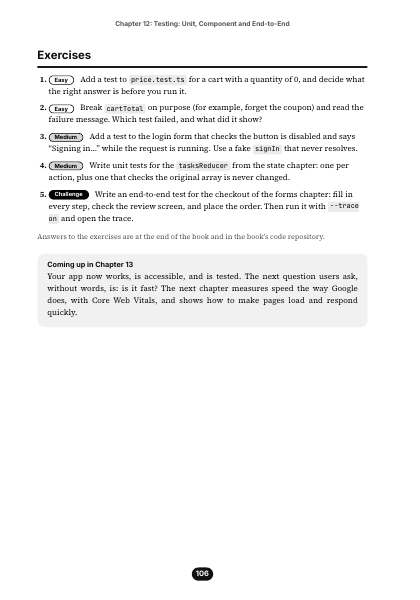 Chapter 12: Testing: Unit, Component and End-to-End
Exercises
1. Easy Add a test to price.test.ts for a cart with a quantity of 0, and decide what
the right answer is before you run it.
2. Easy Break cartTotal on purpose (for example, forget the coupon) and read the
failure message. Which test failed, and what did it show?
3. Medium Add a test to the login form that checks the button is disabled and says
“Signing in…” while the request is running. Use a fake signIn that never resolves.
4. Medium Write unit tests for the tasksReducer from the state chapter: one per
action, plus one that checks the original array is never changed.
5. Challenge Write an end-to-end test for the checkout of the forms chapter: fill in
every step, check the review screen, and place the order. Then run it with --trace
on and open the trace.
Answers to the exercises are at the end of the book and in the book's code repository.
Coming up in Chapter 13
Your app now works, is accessible, and is tested. The next question users ask,
without words, is: is it fast? The next chapter measures speed the way Google
does, with Core Web Vitals, and shows how to make pages load and respond
quickly.
106